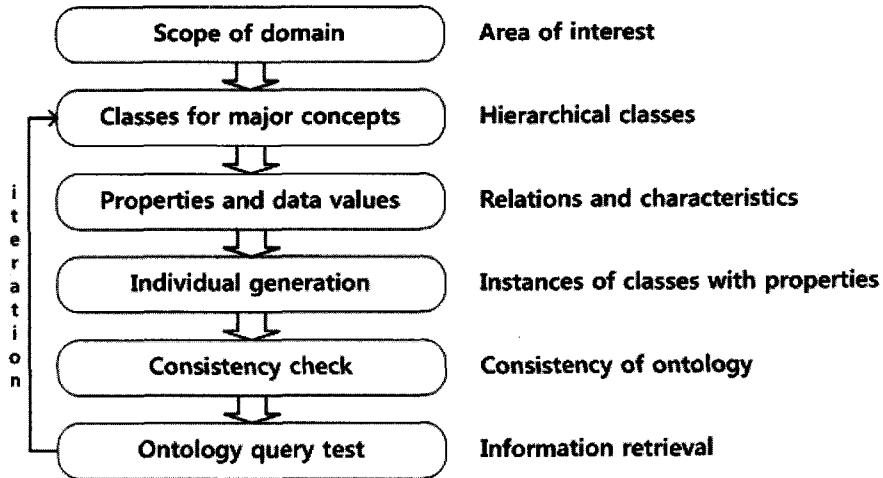 Scope of domain
Area of interest
Classes for major concepts
Hierarchical classes
Properties and data values
Relations and characteristics
Individual generation
Instances of classes with properties
Consistency check
Consistency of ontology
Ontology query test
Information retrieval
iteration